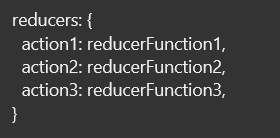 reducers: {
  action1: reducerFunction1,
  action2: reducerFunction2,
  action3: reducerFunction3,
}